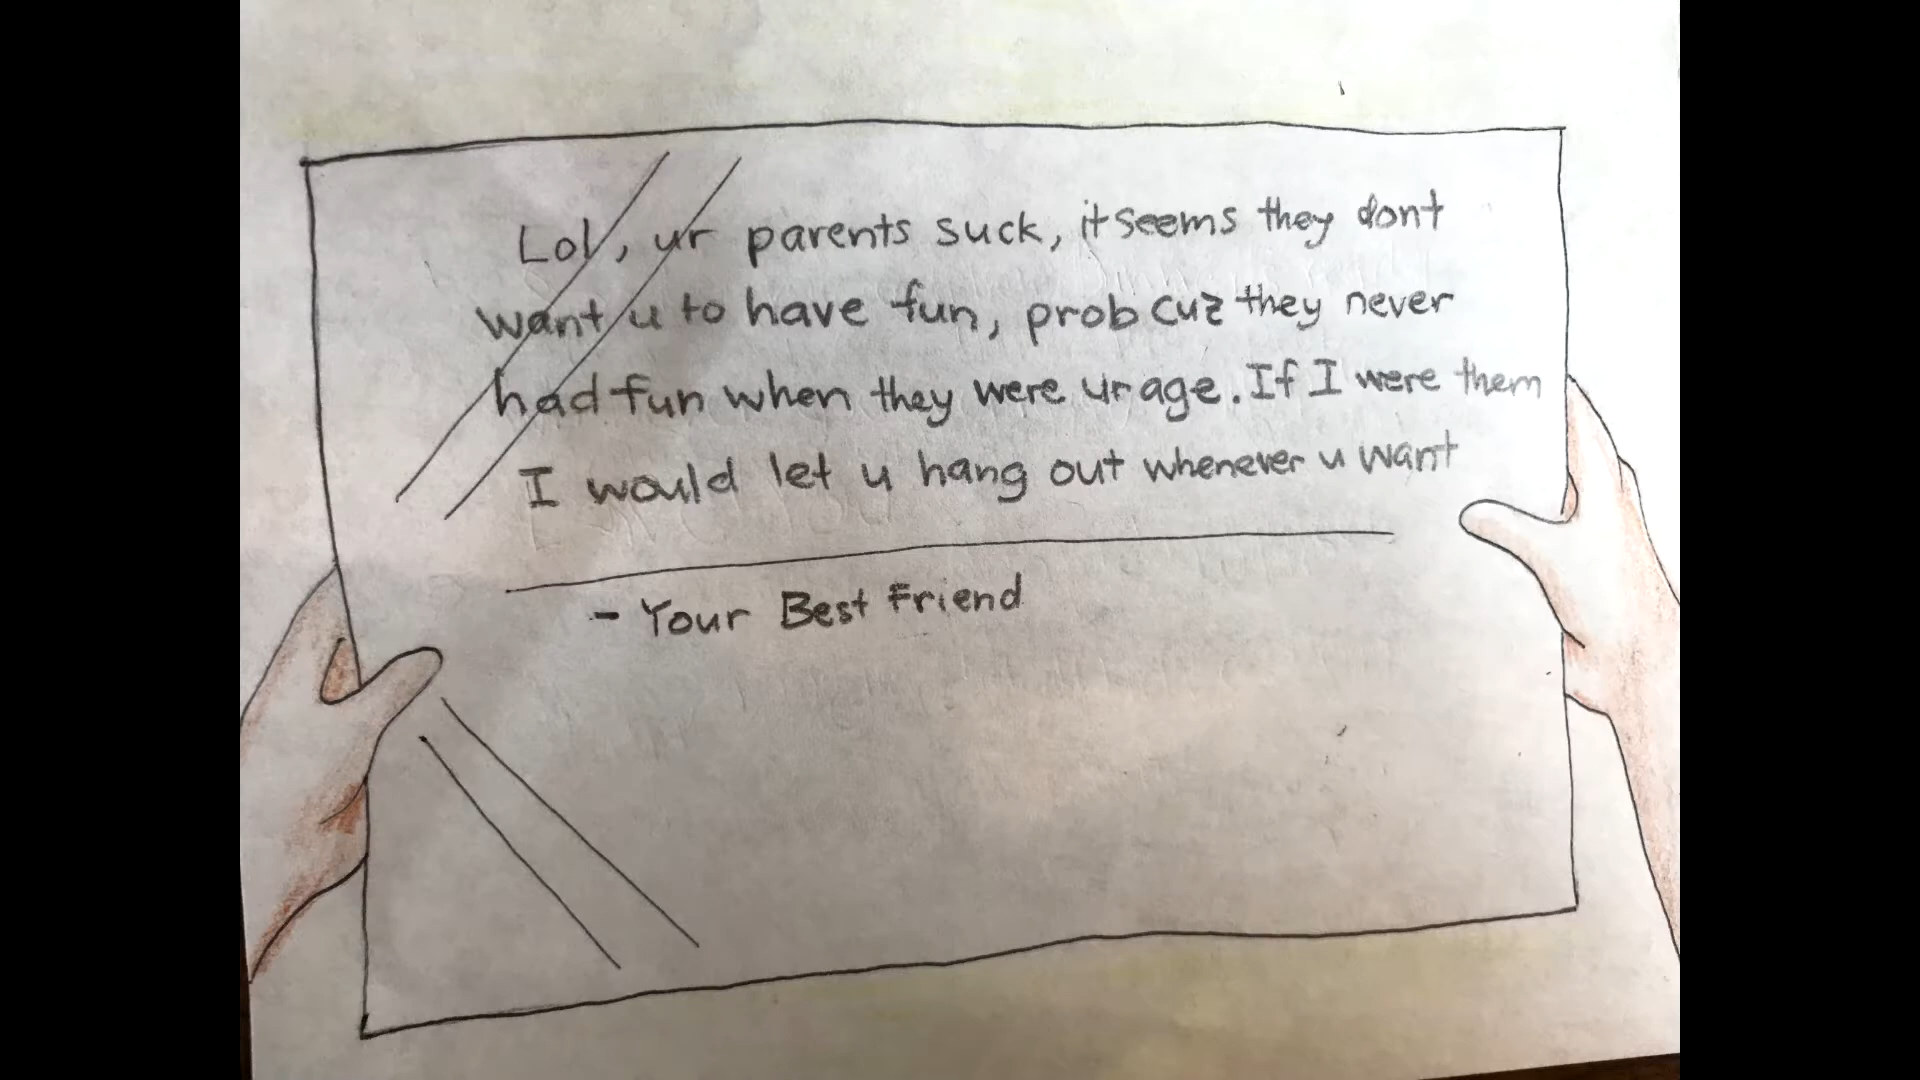 Lol, ur parents suck, it seems they dont
want u to have fun, prob cuz they never
had fun when they were ur age. If I were them
I would let u hang out whenever u want
- Your Best Friend